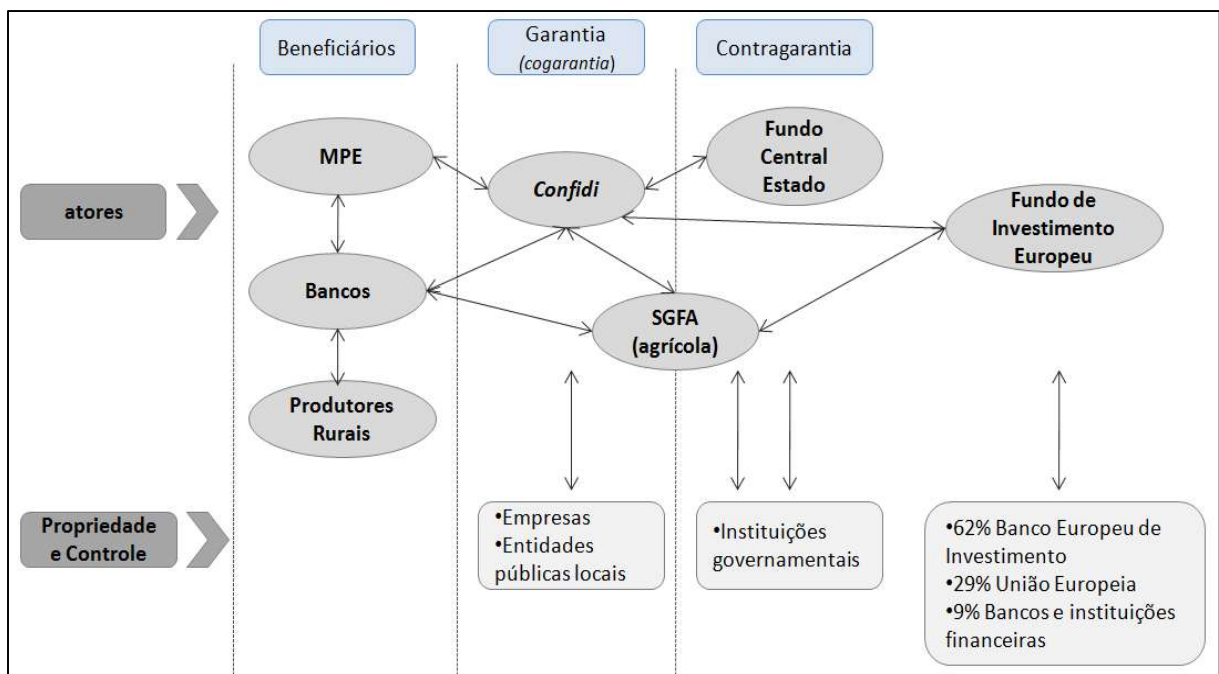 Beneficiários
Garantia
(cogarantia)
Contragarantia
atores
MPE
Confidi
Fundo
Central
Estado
Fundo de
Investimento
Europeu
Bancos
SGFA
(agrícola)
Produtores
Rurais
Propriedade
e Controle
•Empresas
•Entidades
públicas locais
•Instituições
governamentais
•62% Banco Europeu de
Investimento
•29% União Europeia
•9% Bancos e instituições
financeiras